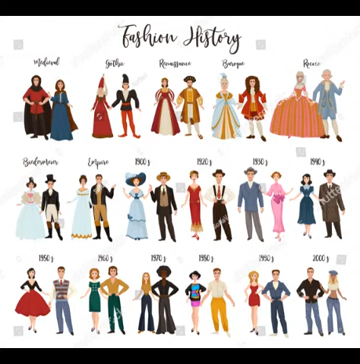 Fashion History
Medieval Gothic Renaissance Baroque Rococo
Biedermeier Empire 1900 s 1920 s 1930 s 1940 s
1950 s 1960 s 1970 s 1980 s 1990 s 2000 s